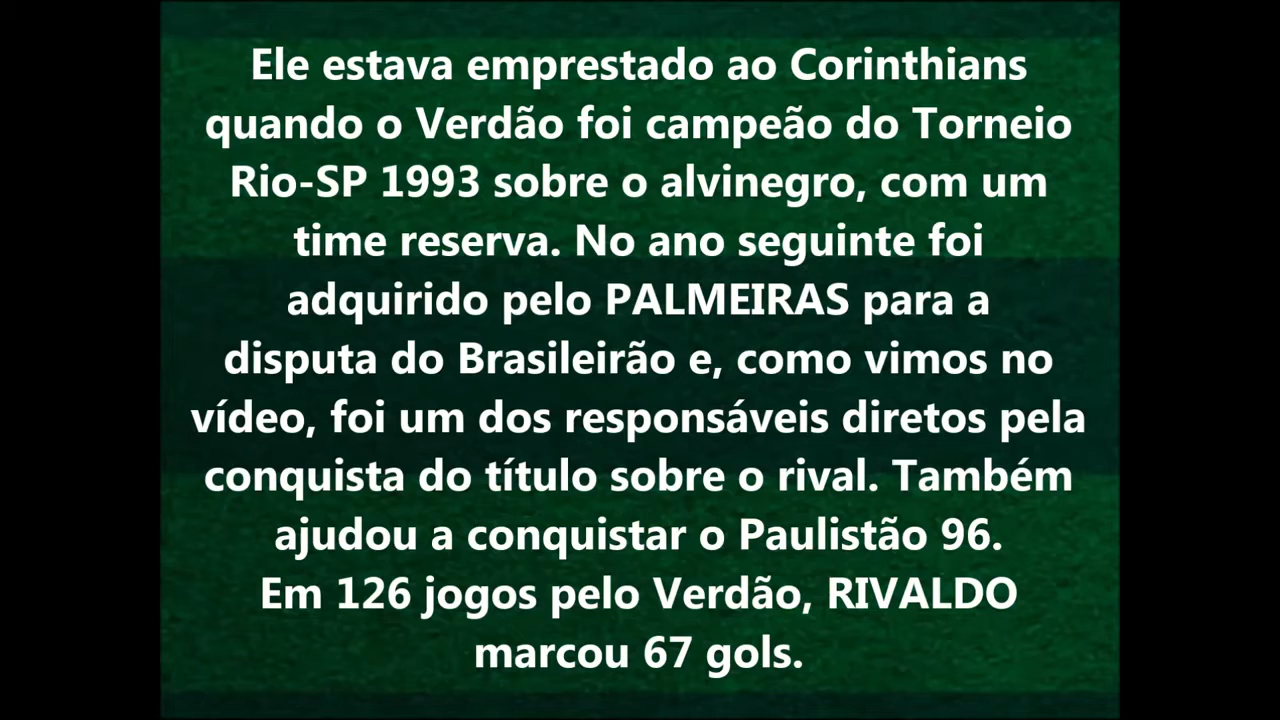 Ele estava emprestado ao Corinthians
quando o Verdão foi campeão do Torneio
Rio-SP 1993 sobre o alvinegro, com um
time reserva. No ano seguinte foi
adquirido pelo PALMEIRAS para a
disputa do Brasileirão e, como vimos no
vídeo, foi um dos responsáveis diretos pela
conquista do título sobre o rival. Também
ajudou a conquistar o Paulistão 96.
Em 126 jogos pelo Verdão, RIVALDO
marcou 67 gols.